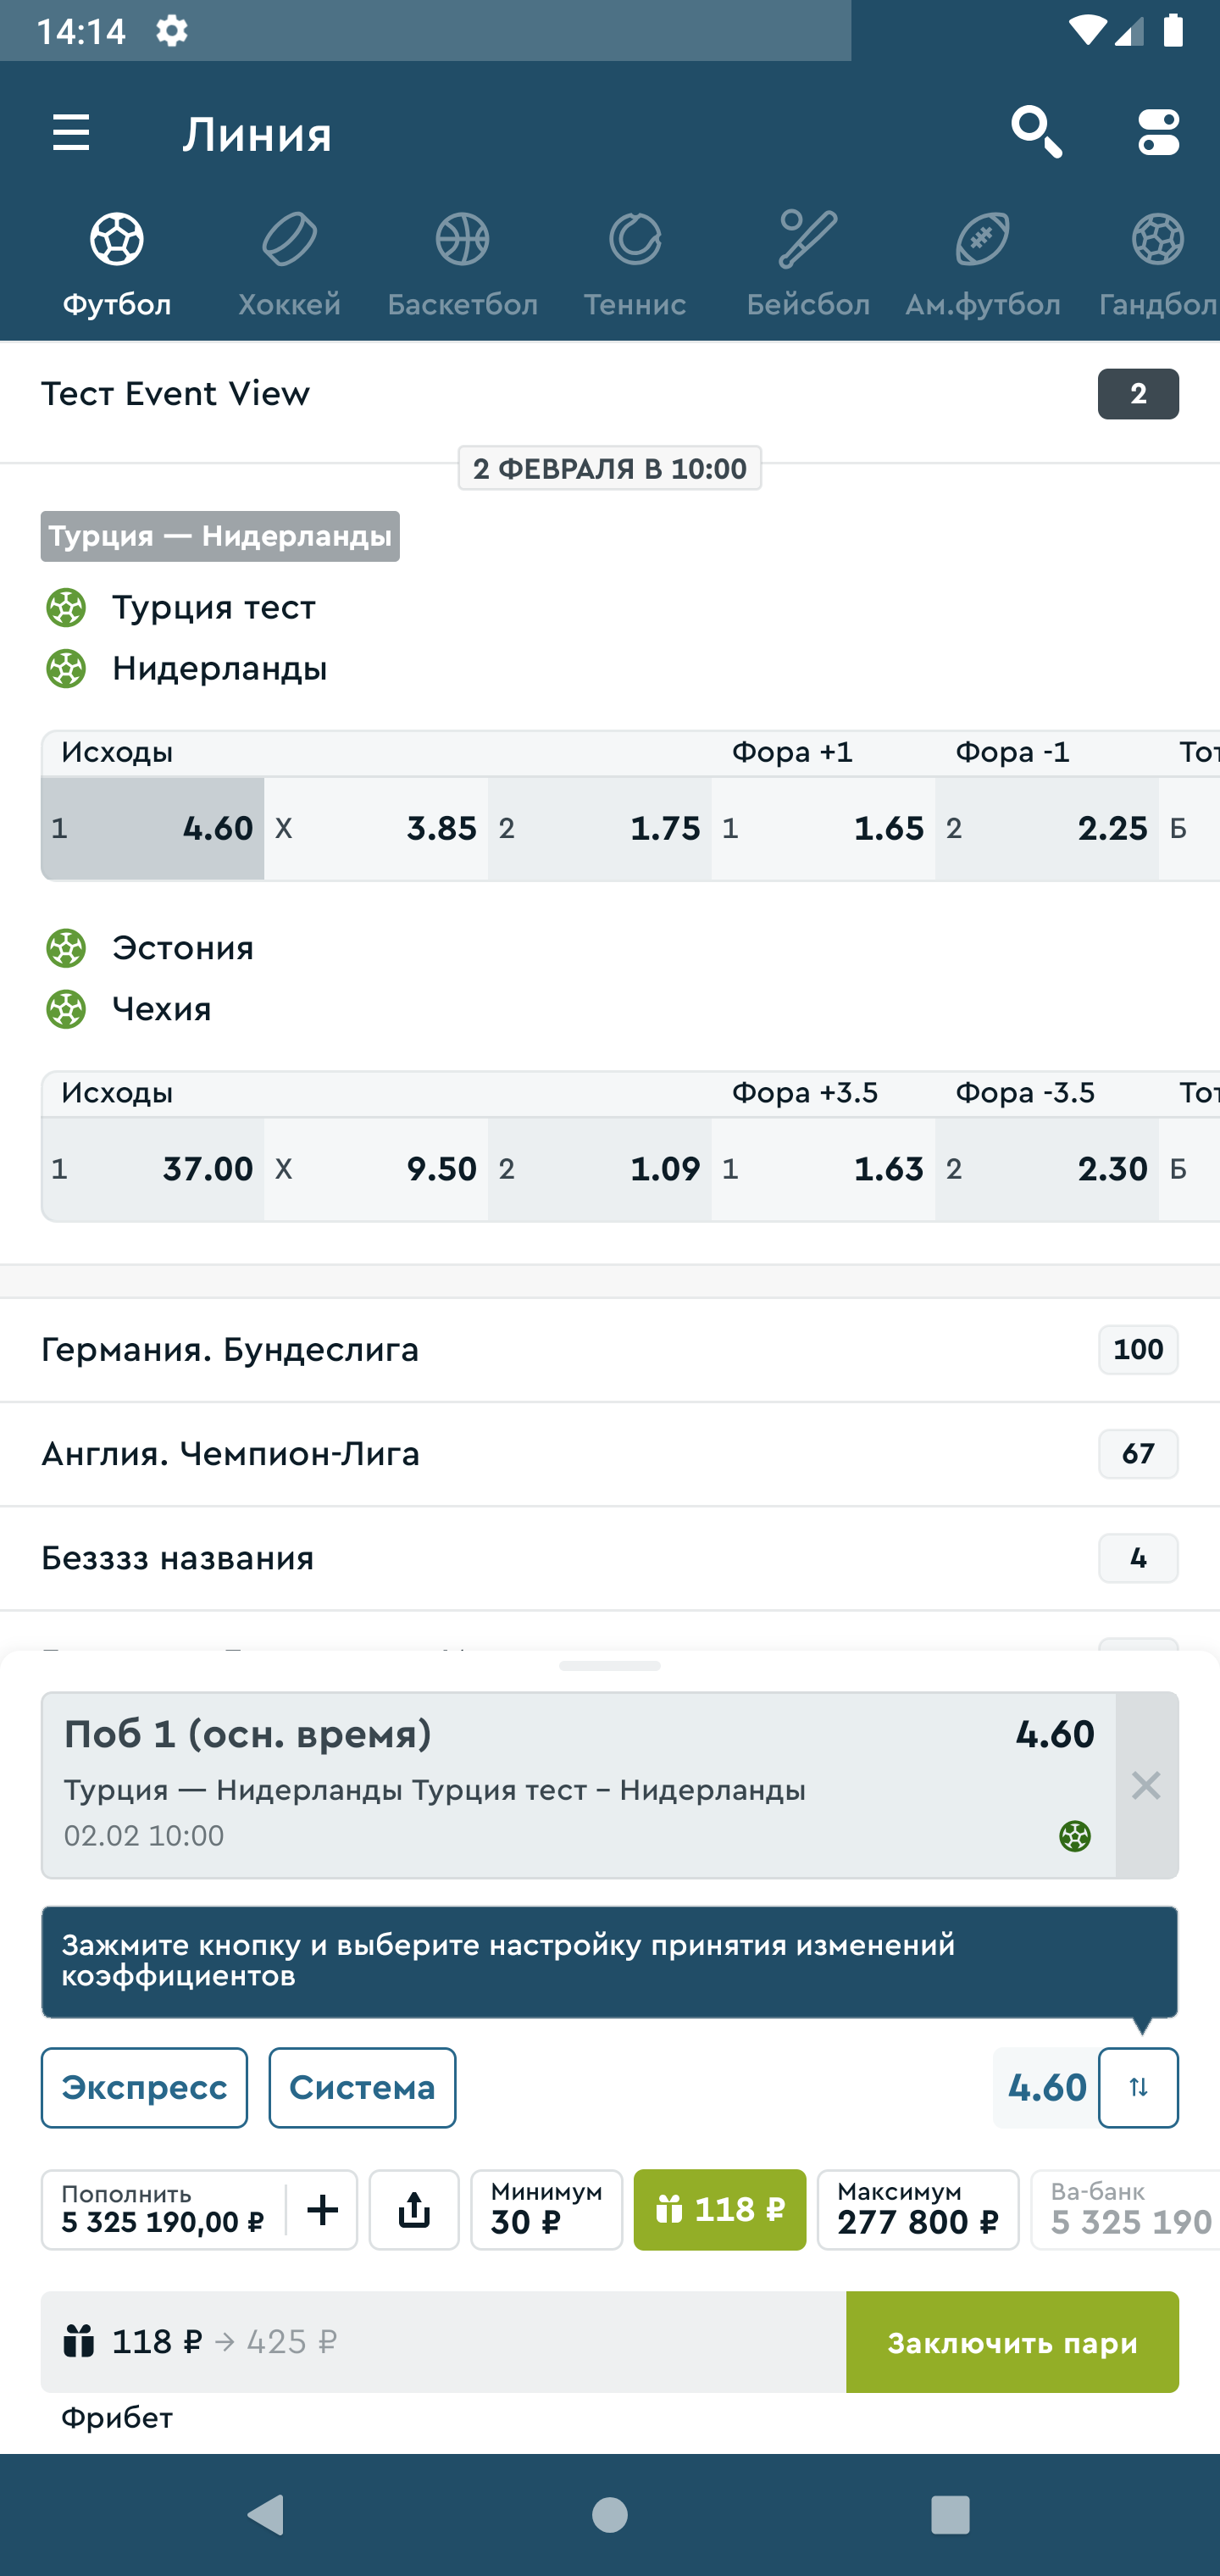 14:14
Линия
Футбол Хоккей Баскетбол Теннис Бейсбол Ам.футбол Гандбол
Тест Event View 2
2 ФЕВРАЛЯ В 10:00
Турция — Нидерланды
Турция тест
Нидерланды
Исходы Фора +1 Фора -1 Тот
1 4.60 X 3.85 2 1.75 1 1.65 2 2.25 Б
Эстония
Чехия
Исходы Фора +3.5 Фора -3.5 Тот
1 37.00 X 9.50 2 1.09 1 1.63 2 2.30 Б
Германия. Бундеслига 100
Англия. Чемпион-Лига 67
Безззз названия 4
Поб 1 (осн. время) 4.60
Турция — Нидерланды Турция тест – Нидерланды
02.02 10:00
Зажмите кнопку и выберите настройку принятия изменений
коэффициентов
Экспресс Система 4.60
Пополнить Минимум Максимум Ва-банк
5 325 190,00 ₽ 30 ₽ 118 ₽ 277 800 ₽ 5 325 190
118 ₽ → 425 ₽ Заключить пари
Фрибет